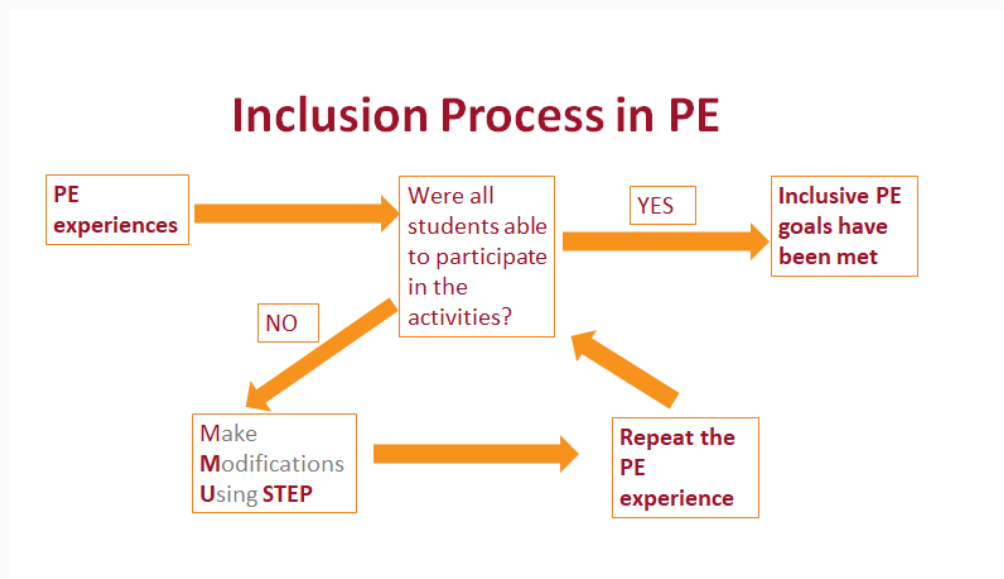 Inclusion Process in PE
PE
experiences
Were all
students able
to participate
in the
activities?
YES
Inclusive PE
goals have
been met
NO
Make
Modifications
Using STEP
Repeat the
PE
experience